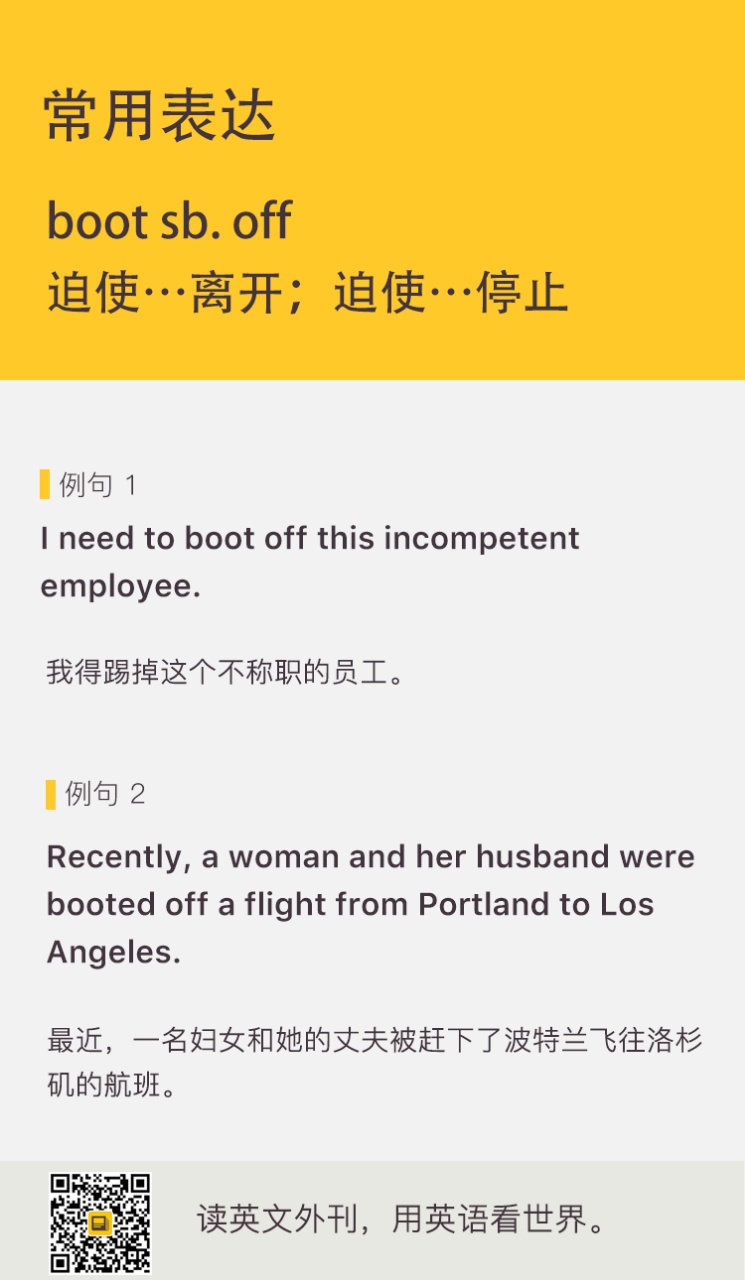 常用表达
boot sb. off
迫使…离开；迫使…停止
例句 1
I need to boot off this incompetent
employee.
我得踢掉这个不称职的员工。
例句 2
Recently, a woman and her husband were
booted off a flight from Portland to Los
Angeles.
最近，一名妇女和她的丈夫被赶下了波特兰飞往洛杉
矶的航班。
读英文外刊，用英语看世界。